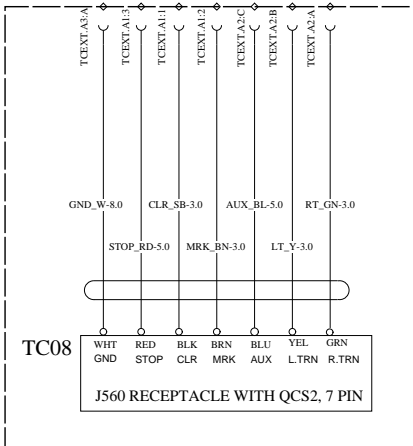 TCEXT.A3:A
TCEXT.A1:3
TCEXT.A1:1
TCEXT.A1:2
TCEXT.A2:C
TCEXT.A2:B
TCEXT.A2:A
GND_W-8.0 CLR_SB-3.0 AUX_BL-5.0 RT_GN-3.0
STOP_RD-5.0 MRK_BN-3.0 LT_Y-3.0
TC08
WHT RED BLK BRN BLU YEL GRN
GND STOP CLR MRK AUX L.TRN R.TRN
J560 RECEPTACLE WITH QCS2, 7 PIN